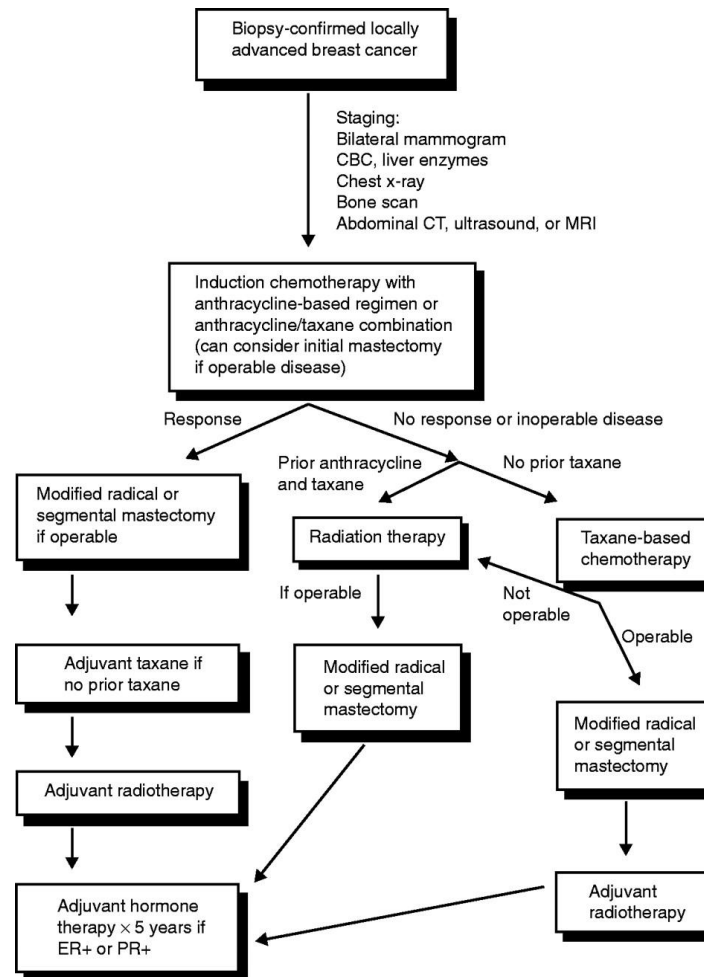 Biopsy-confirmed locally
advanced breast cancer
Staging:
Bilateral mammogram
CBC, liver enzymes
Chest x-ray
Bone scan
Abdominal CT, ultrasound, or MRI
Induction chemotherapy with
anthracycline-based regimen or
anthracycline/taxane combination
(can consider initial mastectomy
if operable disease)
Response
No response or inoperable disease
Prior anthracycline
and taxane
No prior taxane
Modified radical or
segmental mastectomy
if operable
Radiation therapy
Taxane-based
chemotherapy
If operable
Not
operable
Operable
Adjuvant taxane if
no prior taxane
Modified radical
or segmental
mastectomy
Modified radical
or segmental
mastectomy
Adjuvant radiotherapy
Adjuvant hormone
therapy × 5 years if
ER+ or PR+
Adjuvant
radiotherapy